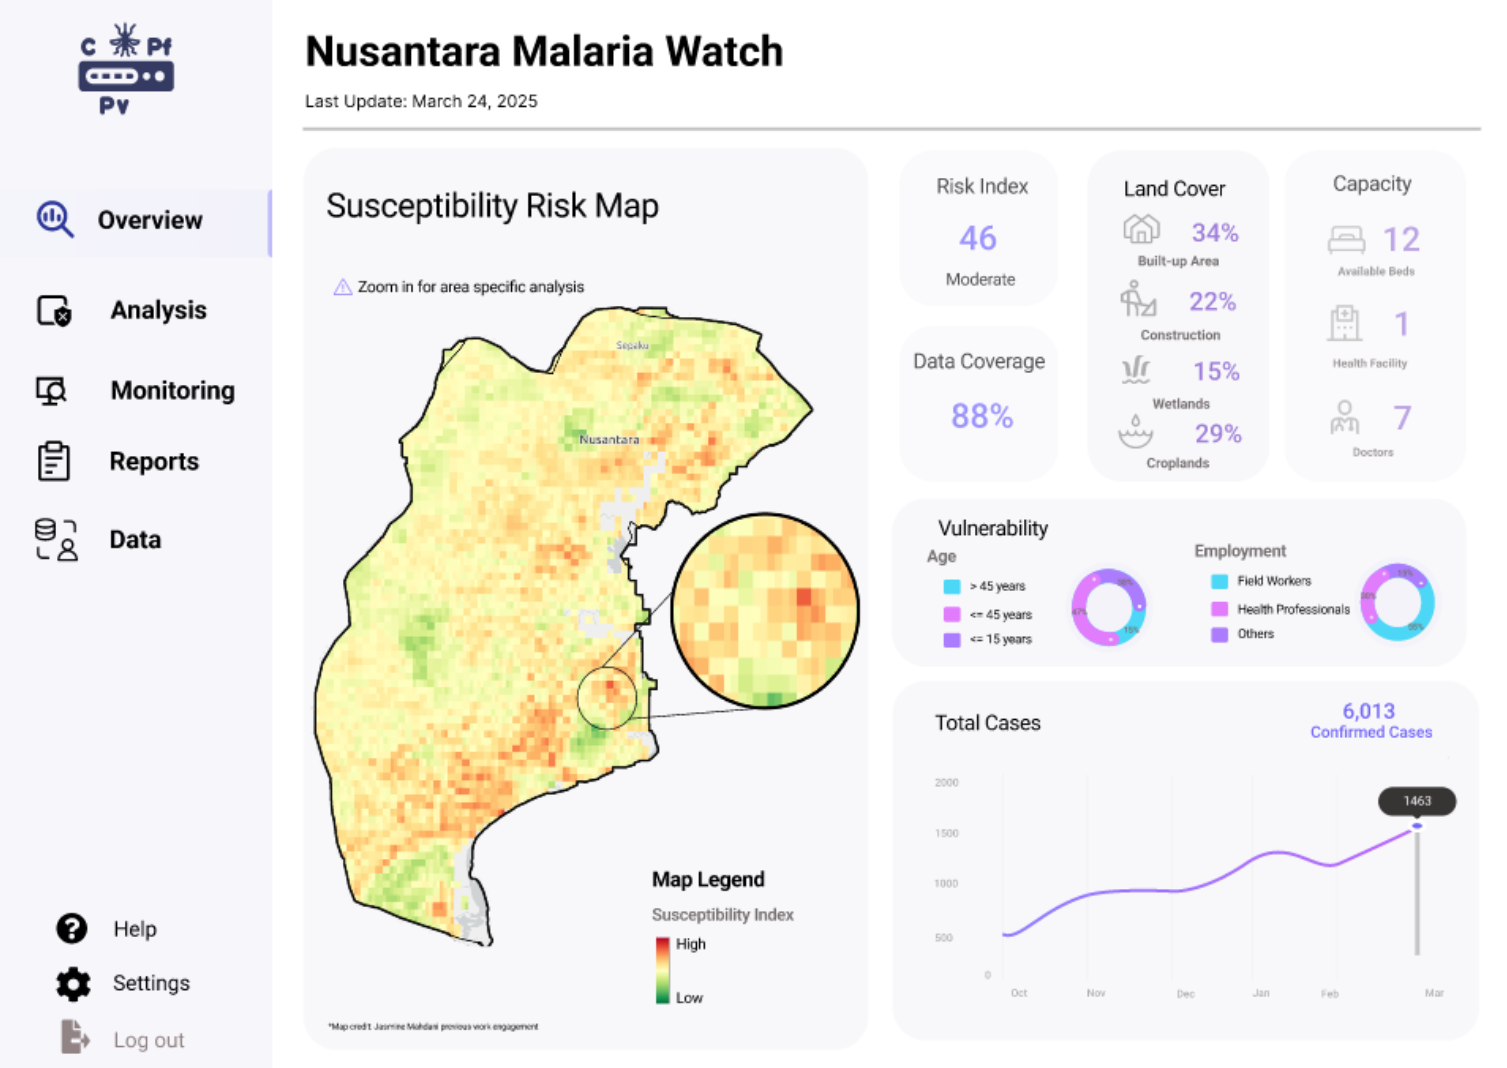 C Pf
Pv
Overview
Analysis
Monitoring
Reports
Data
Help
Settings
Log out
Nusantara Malaria Watch
Last Update: March 24, 2025
Susceptibility Risk Map
Zoom in for area specific analysis
Sepaku
Nusantara
Map Legend
Susceptibility Index
High
Low
*Map credit: Jasmine Mahdani previous work engagement
Risk Index
46
Moderate
Data Coverage
88%
Land Cover
34%
Built-up Area
22%
Construction
15%
Wetlands
29%
Croplands
Capacity
12
Available Beds
1
Health Facility
7
Doctors
Vulnerability
Age
> 45 years
<= 45 years
<= 15 years
47%
15%
Employment
Field Workers
Health Professionals
Others
15%
55%
Total Cases
6,013
Confirmed Cases
2000
1500
1000
500
0
1463
Oct
Nov
Dec
Jan
Feb
Mar